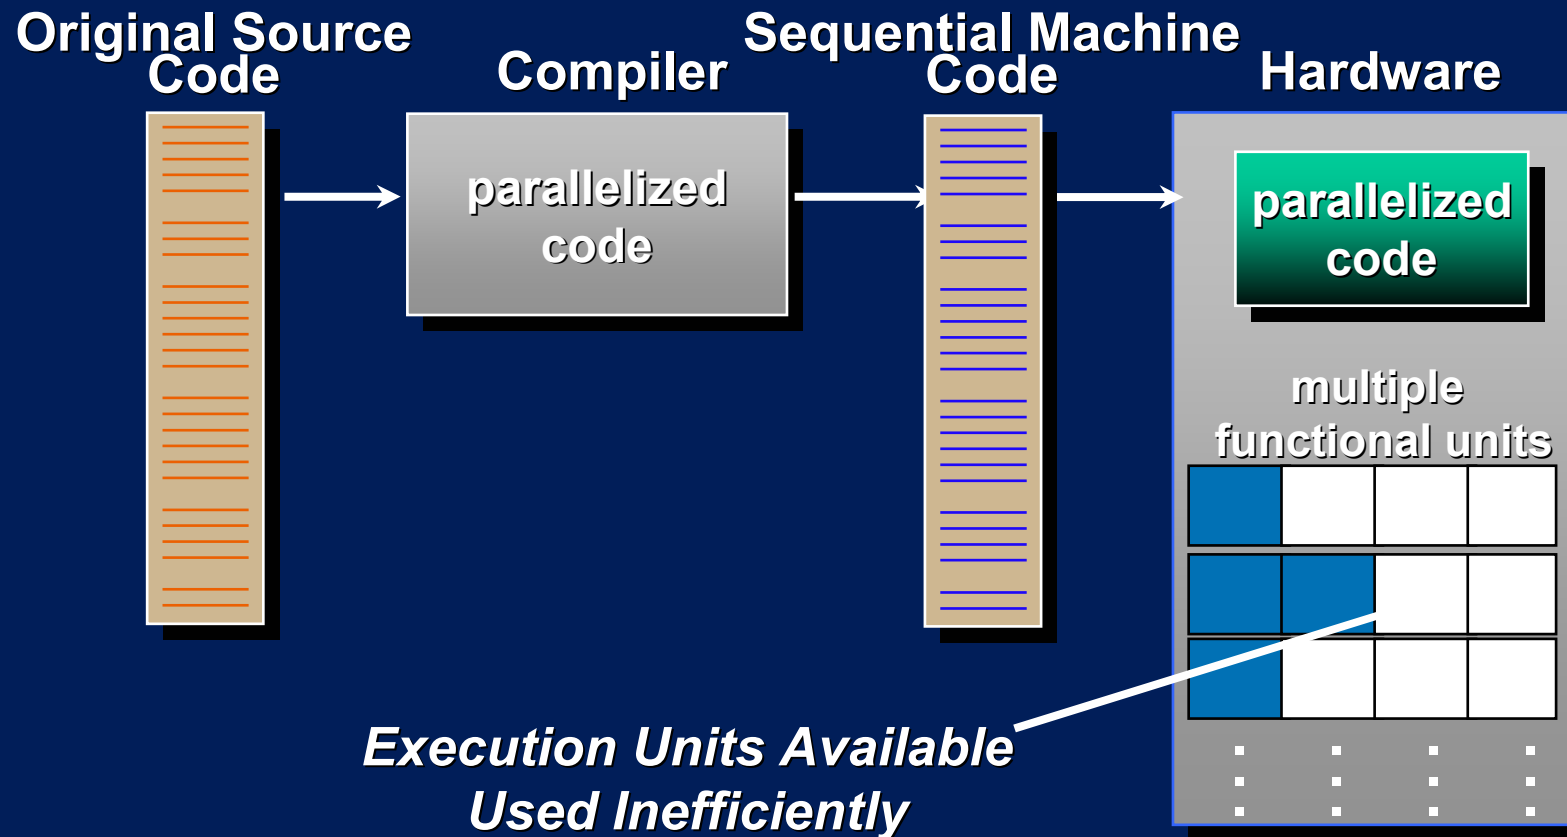 Original Source
Code
Compiler
Sequential Machine
Code
Hardware
parallelized
code
parallelized
code
multiple
functional units
Execution Units Available
Used Inefficiently